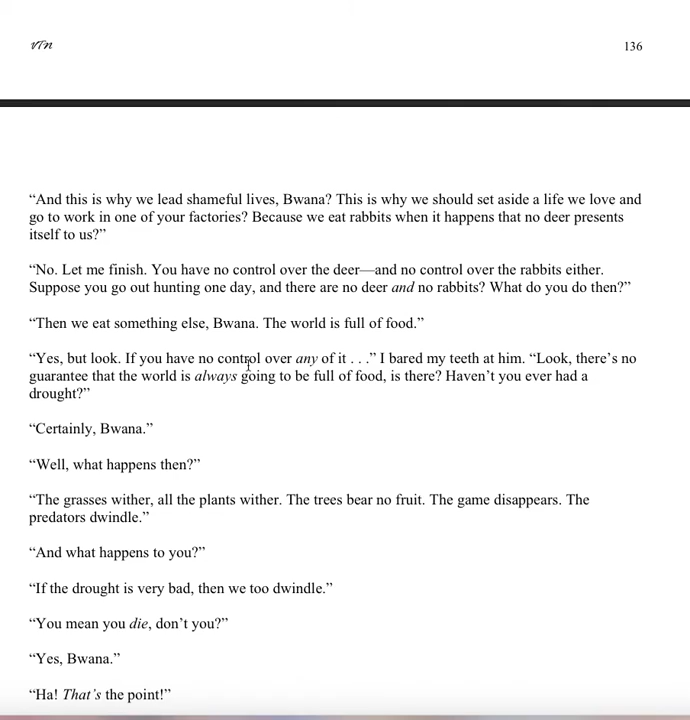 VTN
136
“And this is why we lead shameful lives, Bwana? This is why we should set aside a life we love and
go to work in one of your factories? Because we eat rabbits when it happens that no deer presents
itself to us?”
“No. Let me finish. You have no control over the deer—and no control over the rabbits either.
Suppose you go out hunting one day, and there are no deer and no rabbits? What do you do then?”
“Then we eat something else, Bwana. The world is full of food.”
“Yes, but look. If you have no control over any of it . . .” I bared my teeth at him. “Look, there’s no
guarantee that the world is always going to be full of food, is there? Haven’t you ever had a
drought?”
“Certainly, Bwana.”
“Well, what happens then?”
“The grasses wither, all the plants wither. The trees bear no fruit. The game disappears. The
predators dwindle.”
“And what happens to you?”
“If the drought is very bad, then we too dwindle.”
“You mean you die, don’t you?”
“Yes, Bwana.”
“Ha! That’s the point!”